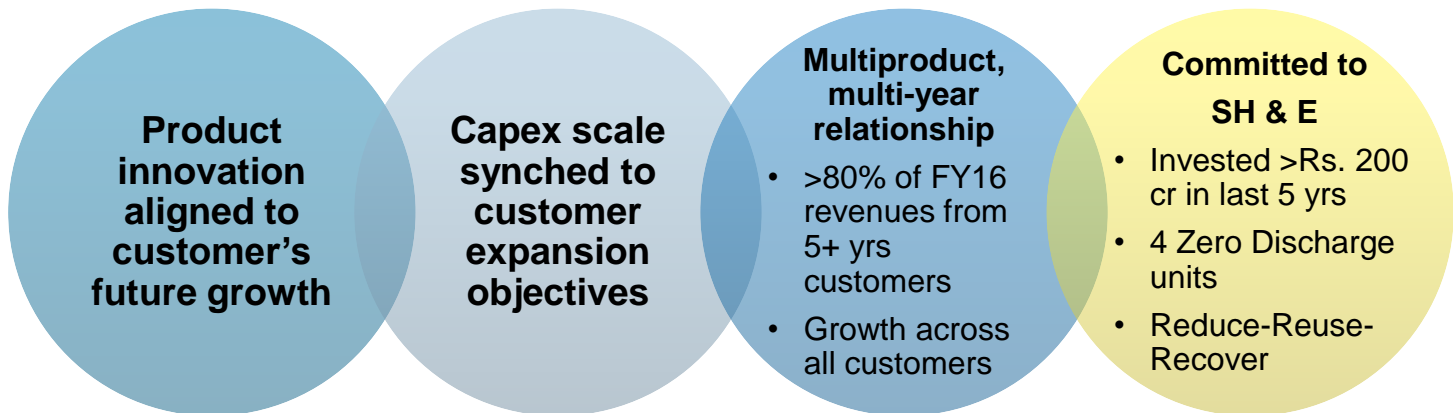 Product
innovation
aligned to
customer’s
future growth
Capex scale
synched to
customer
expansion
objectives
Multiproduct,
multi-year
relationship
• >80% of FY16
revenues from
5+ yrs
customers
• Growth across
all customers
Committed to
SH & E
• Invested >Rs. 200
cr in last 5 yrs
• 4 Zero Discharge
units
• Reduce-Reuse-
Recover